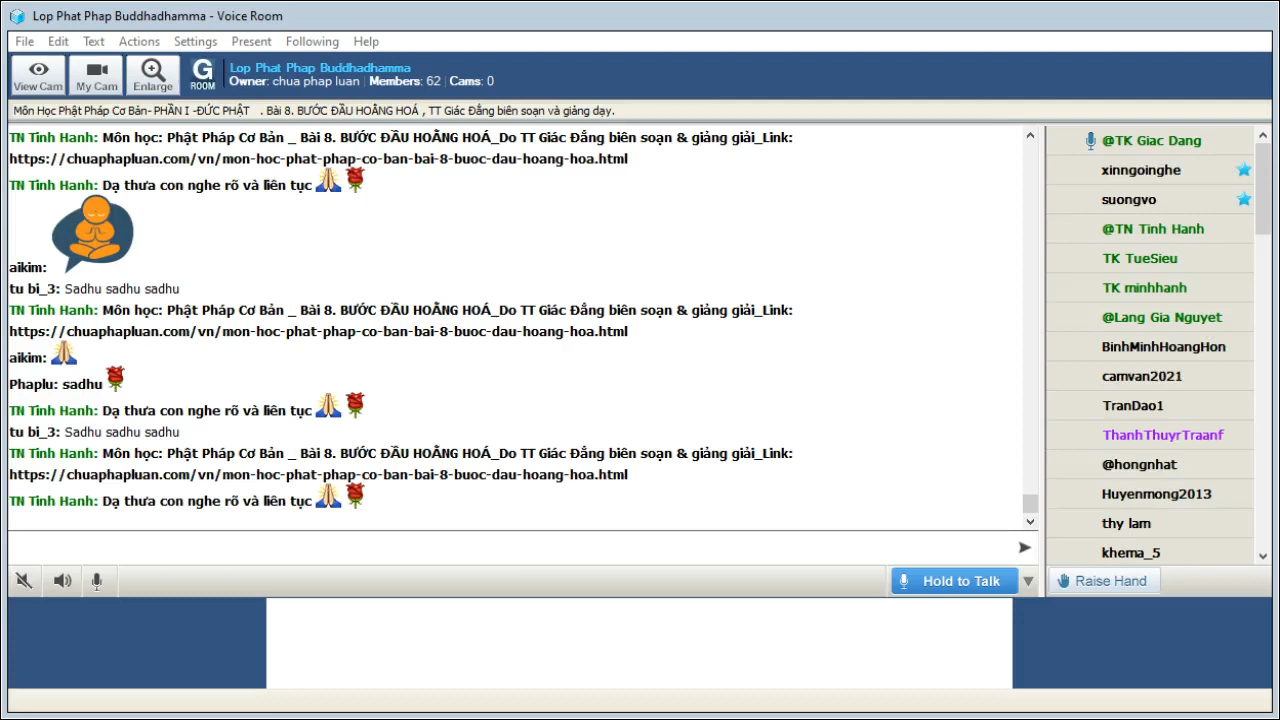 Lop Phat Phap Buddhadhamma - Voice Room
File Edit Text Actions Settings Present Following Help
View Cam My Cam Enlarge G ROOM
Lop Phat Phap Buddhadhamma
Owner: chua phap luan Members: 62 Cams: 0
Môn Học Phật Pháp Cơ Bản- PHẦN I -ĐỨC PHẬT . Bài 8. BƯỚC ĐẦU HOẰNG HOÁ , TT Giác Đẳng biên soạn và giảng dạy.
TN Tinh Hanh: Môn học: Phật Pháp Cơ Bản _ Bài 8. BƯỚC ĐẦU HOẰNG HOÁ_Do TT Giác Đẳng biên soạn & giảng giải_Link:
https://chuaphapluan.com/vn/mon-hoc-phat-phap-co-ban-bai-8-buoc-dau-hoang-hoa.html
TN Tinh Hanh: Dạ thưa con nghe rõ và liên tục
aikim:
tu bi_3: Sadhu sadhu sadhu
TN Tinh Hanh: Môn học: Phật Pháp Cơ Bản _ Bài 8. BƯỚC ĐẦU HOẰNG HOÁ_Do TT Giác Đẳng biên soạn & giảng giải_Link:
https://chuaphapluan.com/vn/mon-hoc-phat-phap-co-ban-bai-8-buoc-dau-hoang-hoa.html
aikim:
Phaplu: sadhu
TN Tinh Hanh: Dạ thưa con nghe rõ và liên tục
tu bi_3: Sadhu sadhu sadhu
TN Tinh Hanh: Môn học: Phật Pháp Cơ Bản _ Bài 8. BƯỚC ĐẦU HOẰNG HOÁ_Do TT Giác Đẳng biên soạn & giảng giải_Link:
https://chuaphapluan.com/vn/mon-hoc-phat-phap-co-ban-bai-8-buoc-dau-hoang-hoa.html
TN Tinh Hanh: Dạ thưa con nghe rõ và liên tục
@TK Giac Dang
xinngoinghe
suongvo
@TN Tinh Hanh
TK TueSieu
TK minhhanh
@Lang Gia Nguyet
BinhMinhHoangHon
camvan2021
TranDao1
ThanhThuyrTraanf
@hongnhat
Huyenmong2013
thy lam
khema_5
Hold to Talk
Raise Hand